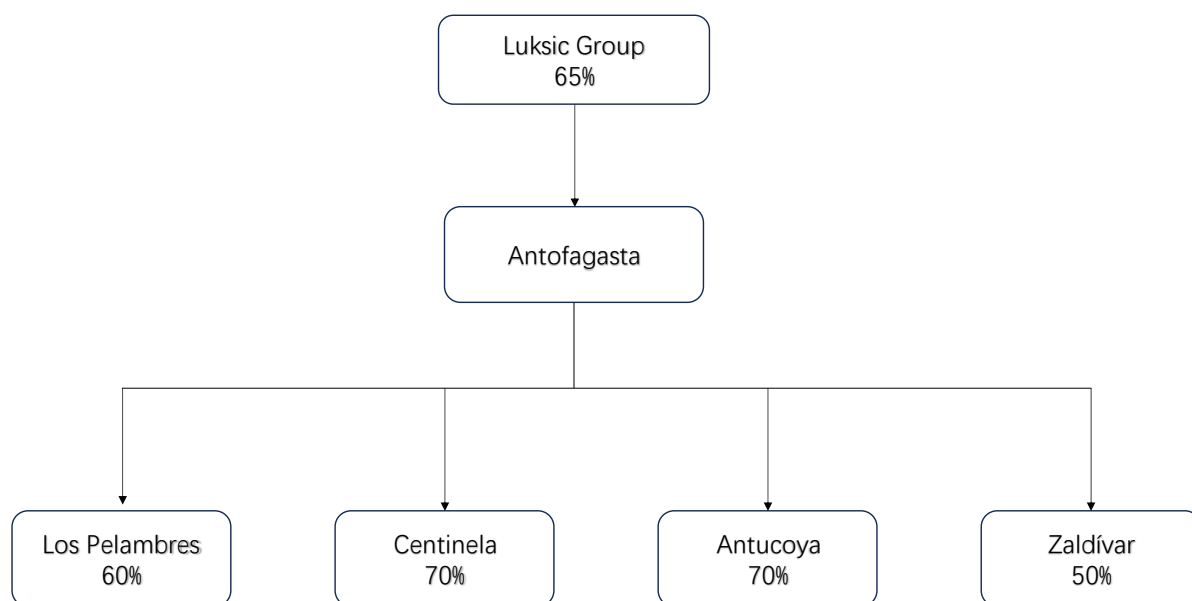 Luksic Group
65%
Antofagasta
Los Pelambres
60%
Centinela
70%
Antucoya
70%
Zaldívar
50%